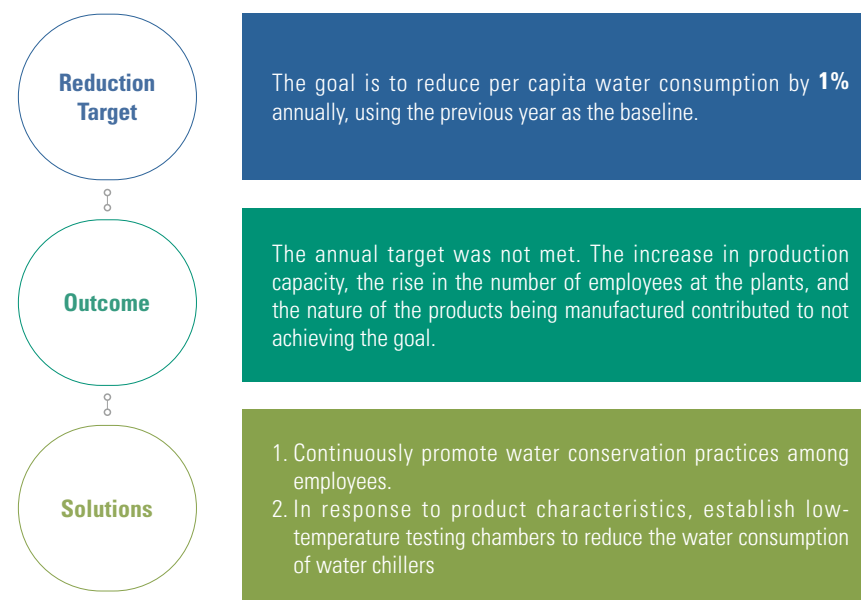 Reduction
Target
The goal is to reduce per capita water consumption by 1%
annually, using the previous year as the baseline.
Outcome
The annual target was not met. The increase in production
capacity, the rise in the number of employees at the plants, and
the nature of the products being manufactured contributed to not
achieving the goal.
Solutions
1. Continuously promote water conservation practices among
employees.
2. In response to product characteristics, establish low-
temperature testing chambers to reduce the water consumption
of water chillers